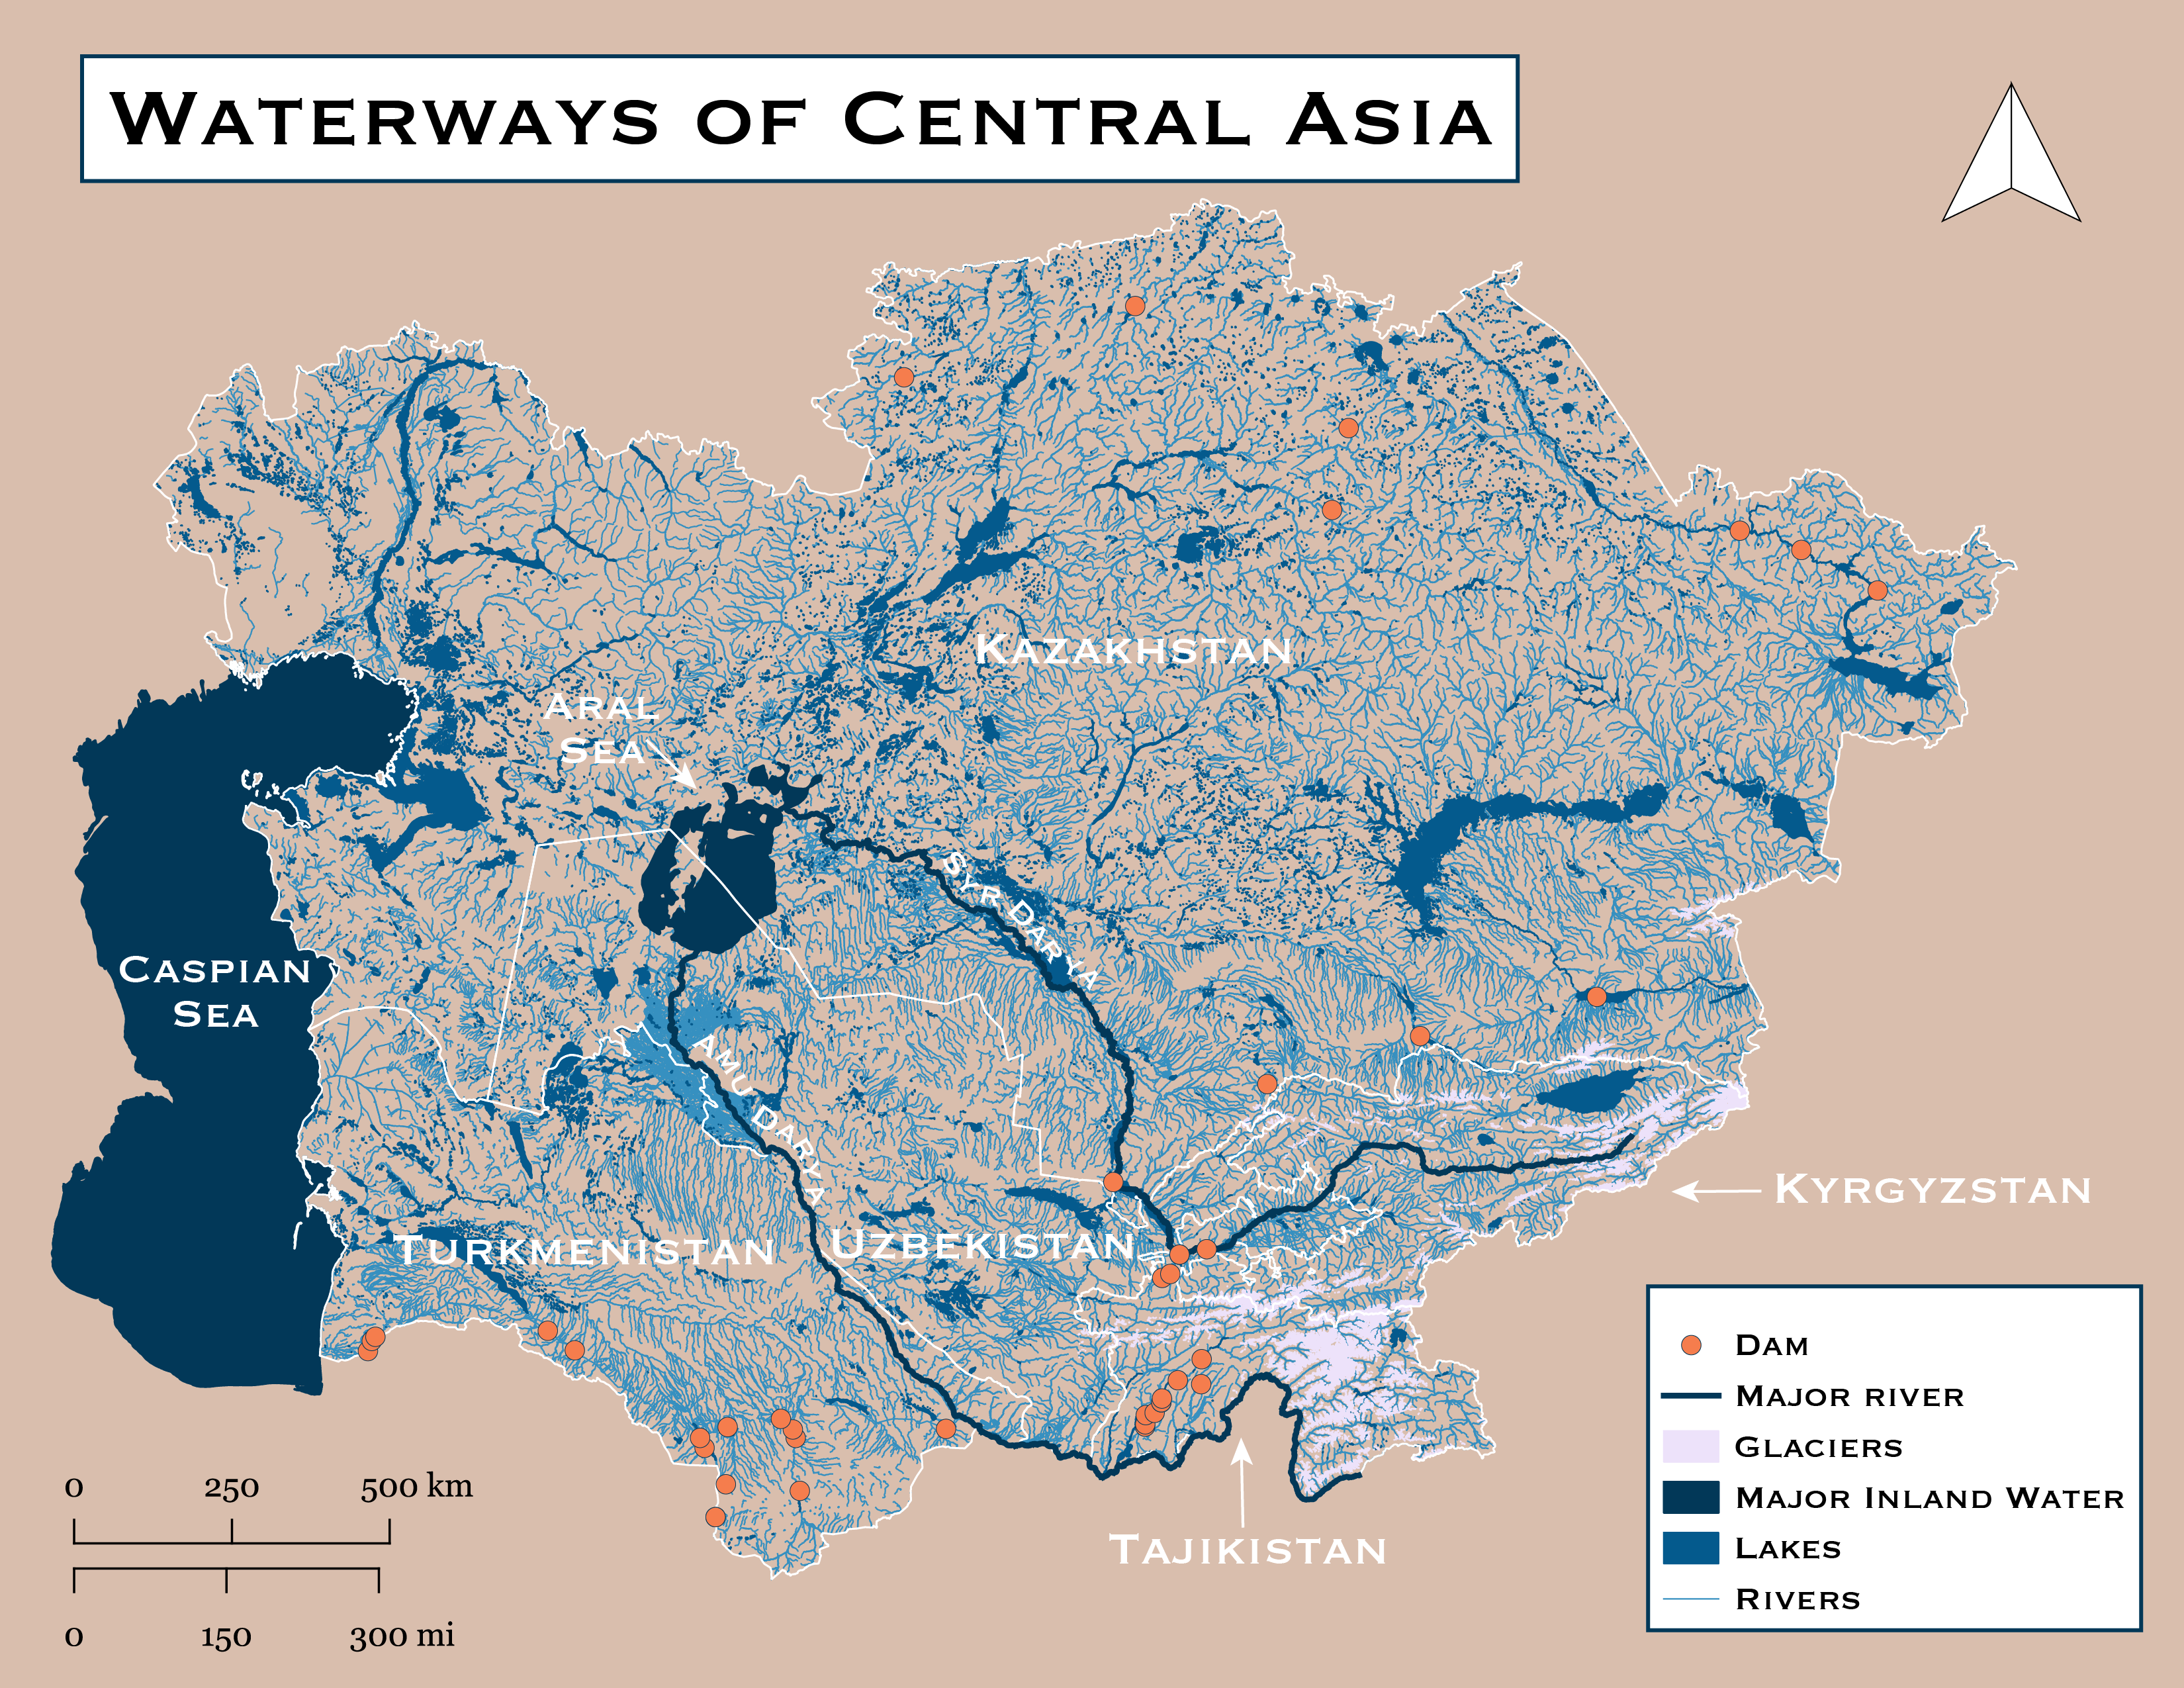 Waterways of Central Asia
Kazakhstan
Aral
Sea
Syr Darya
Caspian
Sea
Amu Darya
Kyrgyzstan
Turkmenistan
Uzbekistan
Tajikistan
0 250 500 km
0 150 300 mi
Dam
Major river
Glaciers
Major Inland Water
Lakes
Rivers